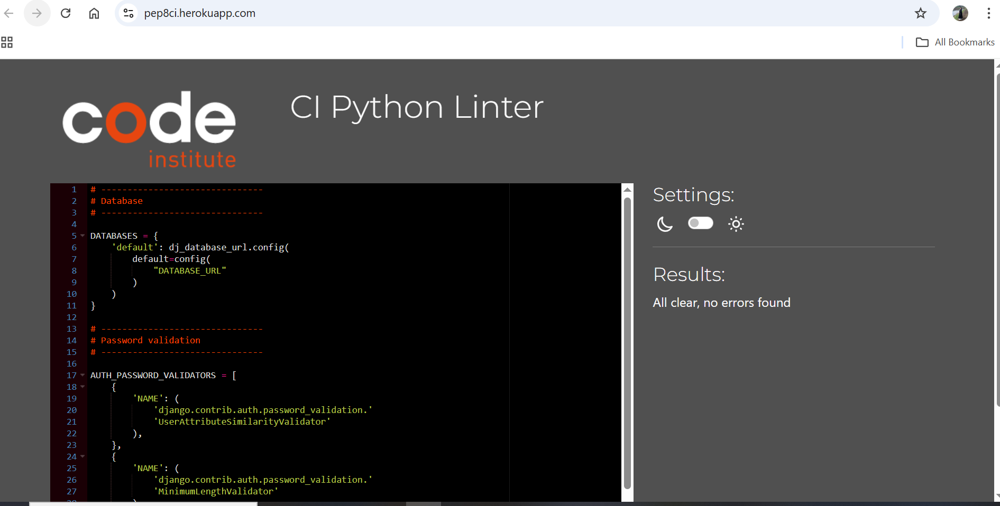 pep8ci.herokuapp.com
All Bookmarks
code
institute
CI Python Linter
1 # -------------------------------
2 # Database
3 # -------------------------------
4
5 DATABASES = {
6     'default': dj_database_url.config(
7         default=config(
8             "DATABASE_URL"
9         )
10     )
11 }
12
13 # -------------------------------
14 # Password validation
15 # -------------------------------
16
17 AUTH_PASSWORD_VALIDATORS = [
18     {
19         'NAME': (
20             'django.contrib.auth.password_validation.'
21             'UserAttributeSimilarityValidator'
22         ),
23     },
24     {
25         'NAME': (
26             'django.contrib.auth.password_validation.'
27             'MinimumLengthValidator'
Settings:
Results:
All clear, no errors found